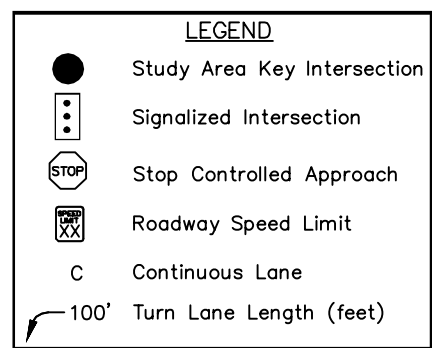 LEGEND
Study Area Key Intersection
Signalized Intersection
STOP Stop Controlled Approach
SPEED
LIMIT
XX Roadway Speed Limit
C Continuous Lane
100' Turn Lane Length (feet)